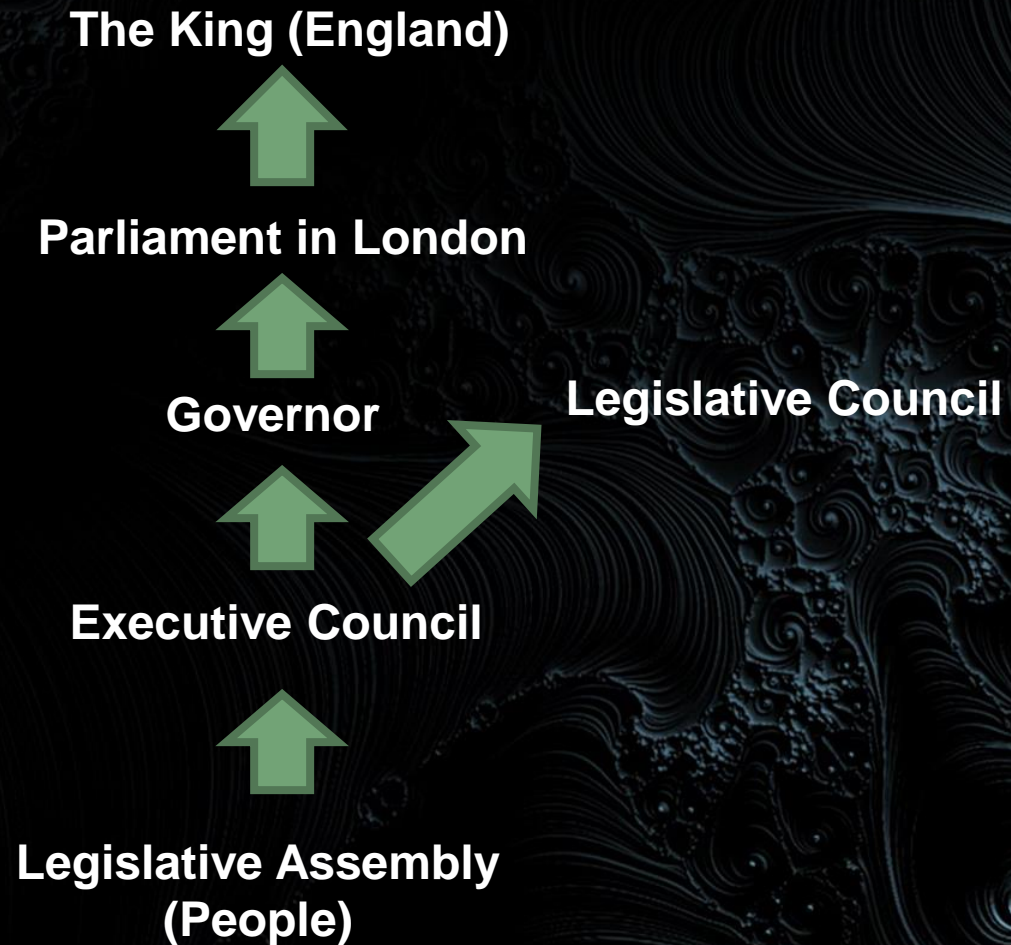 The King (England)
Parliament in London
Governor
Legislative Council
Executive Council
Legislative Assembly
(People)